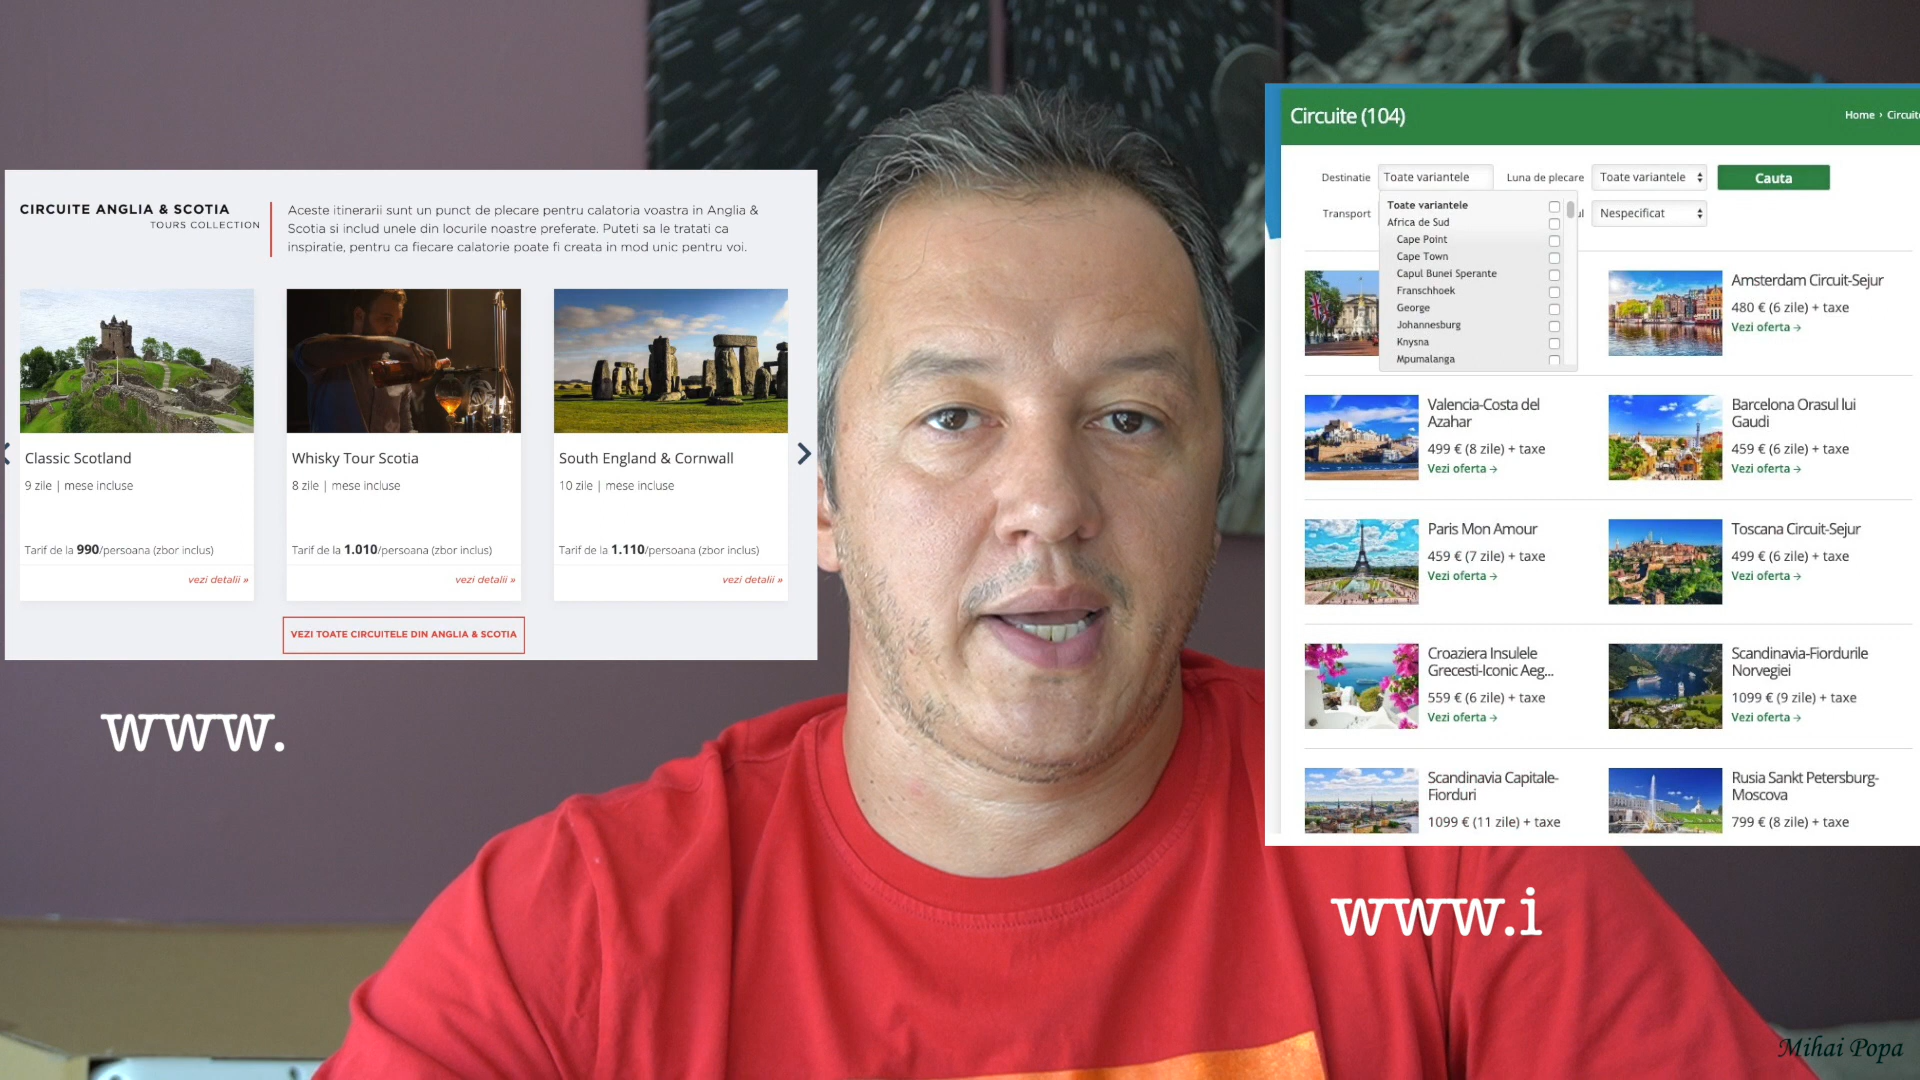 CIRCUITE ANGLIA & SCOTIA
TOURS COLLECTION
Aceste itinerarii sunt un punct de plecare pentru calatoria voastra in Anglia &
Scotia si includ unele din locurile noastre preferate. Puteti sa le tratati ca
inspiratie, pentru ca fiecare calatorie poate fi creata in mod unic pentru voi.
Classic Scotland
9 zile | mese incluse
Tarif de la 990/persoana (zbor inclus)
vezi detalii »
Whisky Tour Scotia
8 zile | mese incluse
Tarif de la 1.010/persoana (zbor inclus)
vezi detalii »
South England & Cornwall
10 zile | mese incluse
Tarif de la 1.110/persoana (zbor inclus)
vezi detalii »
VEZI TOATE CIRCUITELE DIN ANGLIA & SCOTIA
www.
Circuite (104)
Home › Circuite
Destinatie Toate variantele Luna de plecare Toate variantele Cauta
Transport Nespecificat
Toate variantele
Africa de Sud
Cape Point
Cape Town
Capul Bunei Sperante
Franschhoek
George
Johannesburg
Knysna
Mpumalanga
Amsterdam Circuit-Sejur
480 € (6 zile) + taxe
Vezi oferta →
Valencia-Costa del
Azahar
499 € (8 zile) + taxe
Vezi oferta →
Barcelona Orasul lui
Gaudi
459 € (6 zile) + taxe
Vezi oferta →
Paris Mon Amour
459 € (7 zile) + taxe
Vezi oferta →
Toscana Circuit-Sejur
499 € (6 zile) + taxe
Vezi oferta →
Croaziera Insulele
Grecesti-Iconic Aeg...
559 € (6 zile) + taxe
Vezi oferta →
Scandinavia-Fiordurile
Norvegiei
1099 € (9 zile) + taxe
Vezi oferta →
Scandinavia Capitale-
Fiorduri
1099 € (11 zile) + taxe
Rusia Sankt Petersburg-
Moscova
799 € (8 zile) + taxe
www.i
Mihai Popa